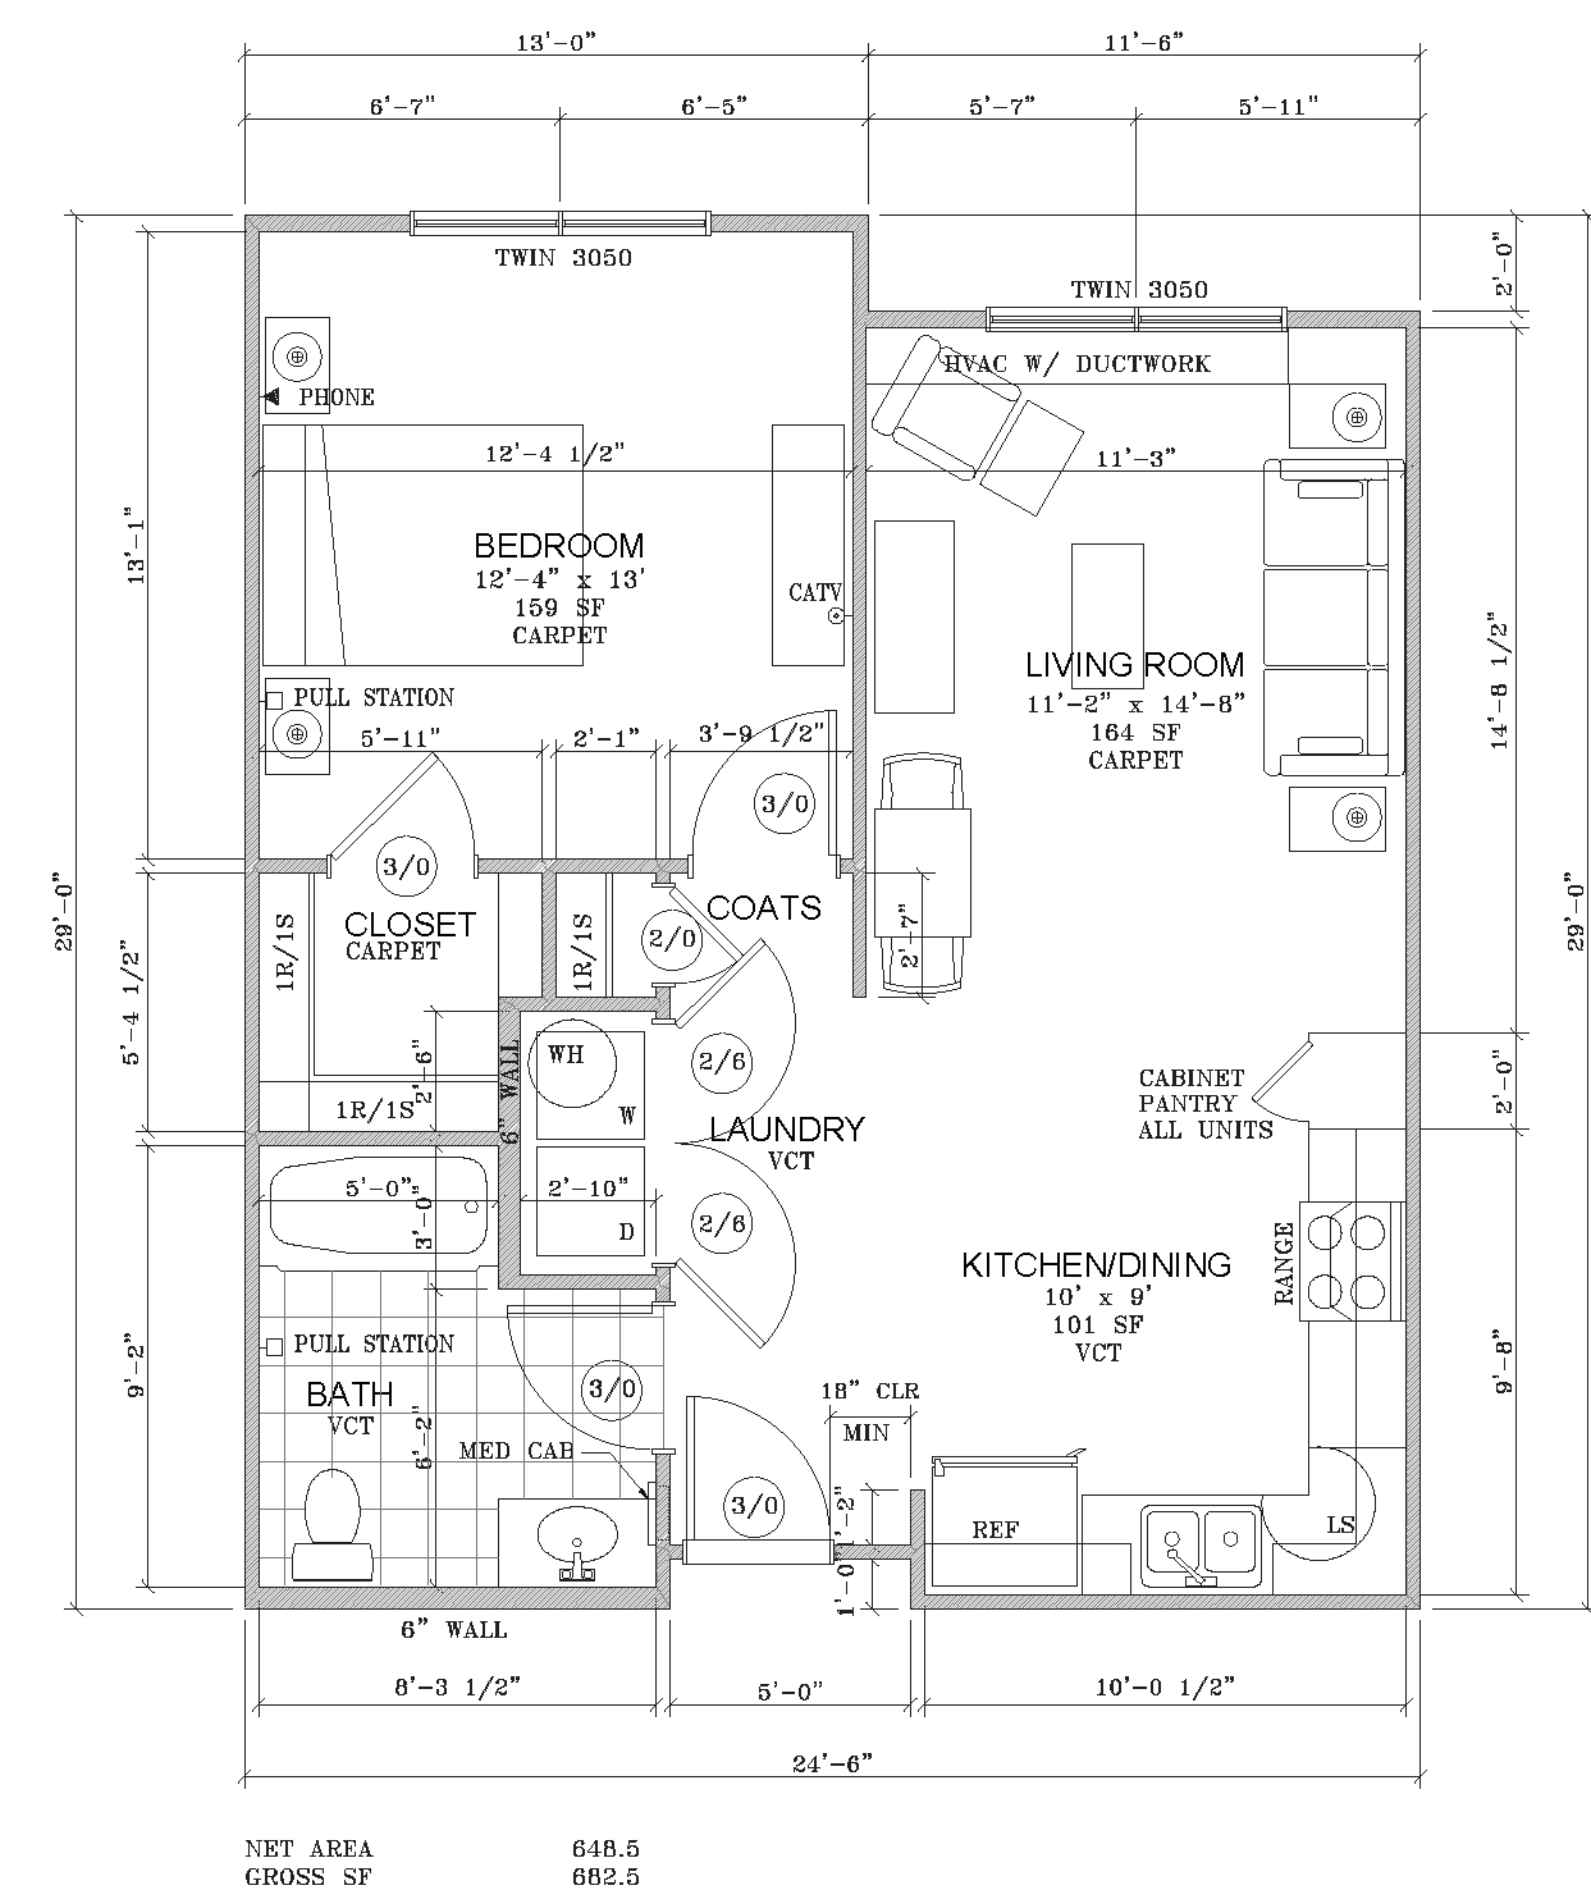 13'-0"
11'-6"
6'-7"
6'-5"
5'-7"
5'-11"
TWIN 3050
2'-0"
TWIN 3050
HVAC W/ DUCTWORK
PHONE
12'-4 1/2"
11'-3"
13'-1"
BEDROOM
12'-4" x 13'
159 SF
CARPET
CATV
LIVING ROOM
11'-2" x 14'-8"
164 SF
CARPET
14'-8 1/2"
PULL STATION
5'-11"
2'-1"
3'-9 1/2"
3/0
3/0
29'-0"
29'-0"
CLOSET
CARPET
1R/1S
1R/1S
2/0
COATS
2'-7"
5'-4 1/2"
2'-6"
1R/1S
6" WALL
WH
W
2/6
CABINET
PANTRY
ALL UNITS
2'-0"
LAUNDRY
VCT
5'-0"
3'-0"
2'-10"
D
2/6
RANGE
KITCHEN/DINING
10' x 9'
101 SF
VCT
9'-2"
PULL STATION
BATH
VCT
6'-2"
3/0
MED CAB
18" CLR
MIN
9'-8"
3/0
1'-2"
1'-0"
REF
LS
6" WALL
8'-3 1/2"
5'-0"
10'-0 1/2"
24'-6"
NET AREA 648.5
GROSS SF 682.5